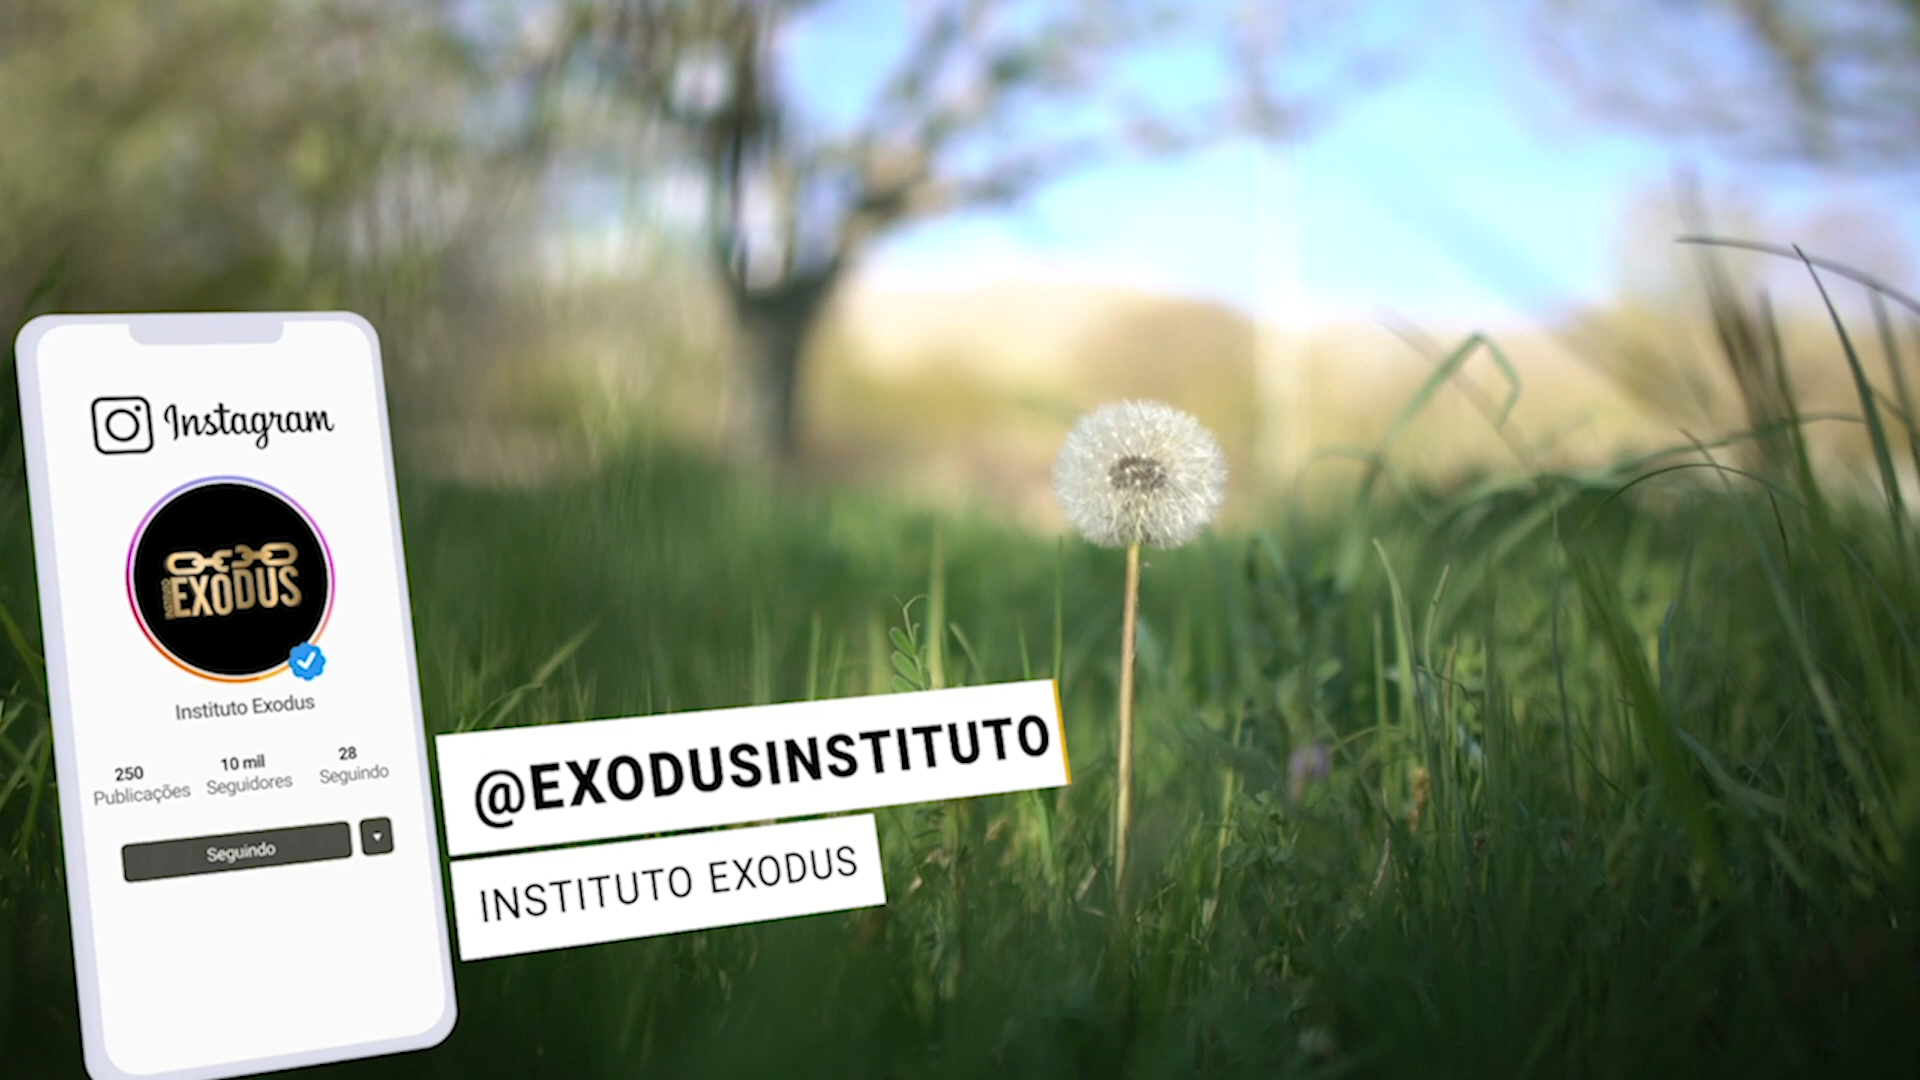 Instagram
EXODUS
Instituto Exodus
250 10 mil 28
Publicações Seguidores Seguindo
Seguindo
@EXODUSINSTITUTO
INSTITUTO EXODUS